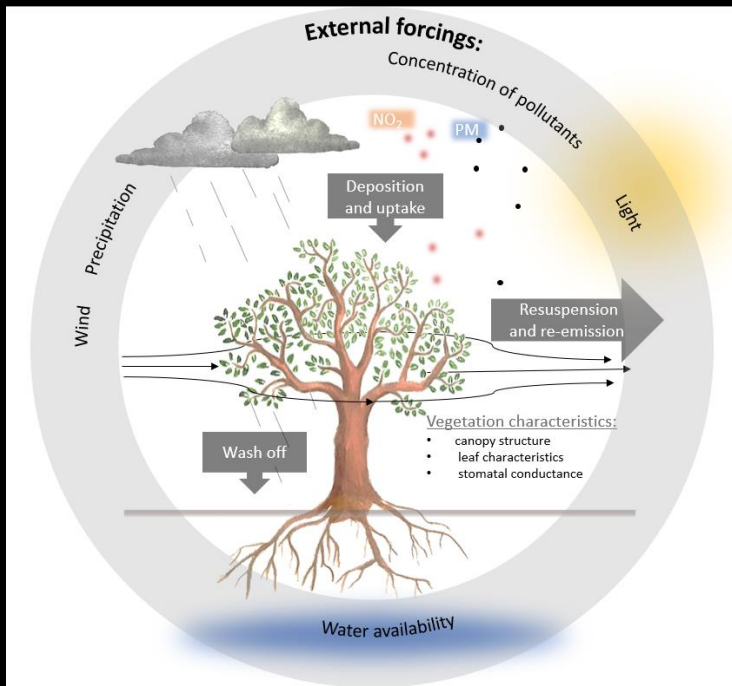 External forcings:
Concentration of pollutants
Light
Precipitation
Wind
NO₂
PM
Deposition
and uptake
Resuspension
and re-emission
Vegetation characteristics:
• canopy structure
• leaf characteristics
• stomatal conductance
Wash off
Water availability